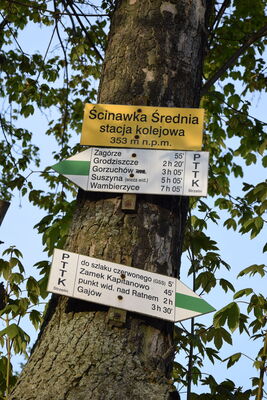 Ścinawka Średnia
stacja kolejowa
353 m n.p.m.
Zagórze 55'
Grodziszcze 2 h 20'
Gorzuchów 3 h 05'
Suszyna 5 h 05'
Wambierzyce 7 h 05'
PTTK
PTTK
do szlaku czerwonego (GSS) 5'
Zamek Kapitanowo 45'
punkt wid. nad Ratnem 2 h
Gajów 3 h 30'